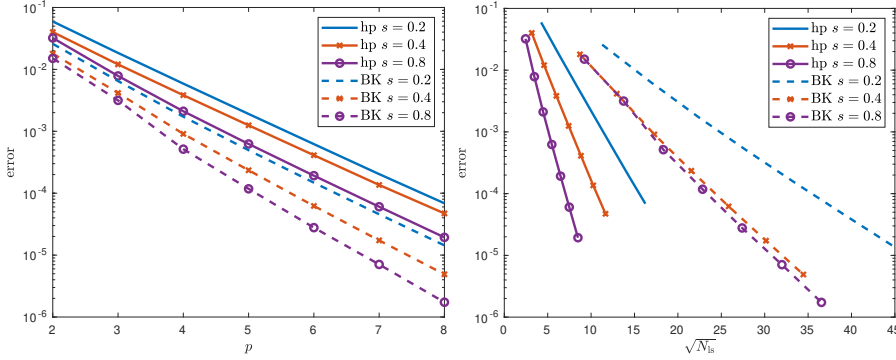 10^-1
10^-2
10^-3
10^-4
10^-5
10^-6
error
2
3
4
5
6
7
8
p
hp s = 0.2
hp s = 0.4
hp s = 0.8
BK s = 0.2
BK s = 0.4
BK s = 0.8
10^-1
10^-2
10^-3
10^-4
10^-5
10^-6
error
0
5
10
15
20
25
30
35
40
45
√N_ls
hp s = 0.2
hp s = 0.4
hp s = 0.8
BK s = 0.2
BK s = 0.4
BK s = 0.8